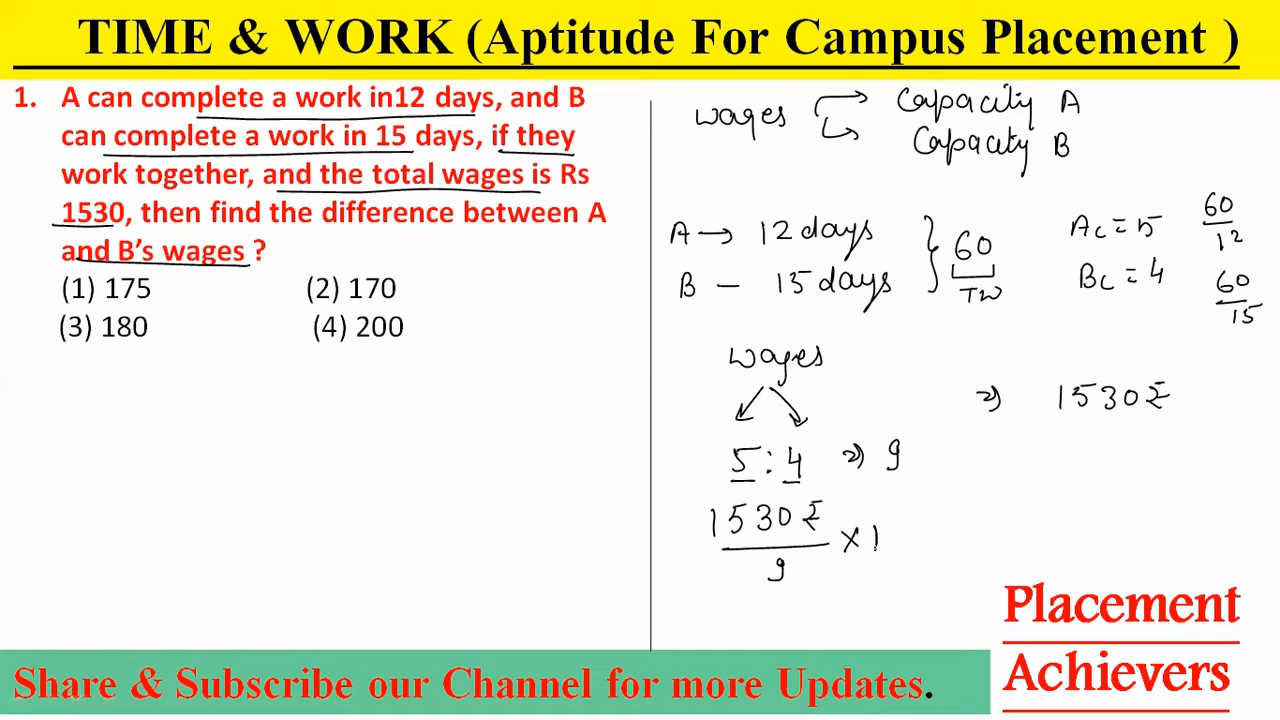 TIME & WORK (Aptitude For Campus Placement )
1. A can complete a work in12 days, and B
can complete a work in 15 days, if they
work together, and the total wages is Rs
1530, then find the difference between A
and B's wages ?
(1) 175 (2) 170
(3) 180 (4) 200
wages Capacity A
Capacity B
A → 12 days } 60 Ac = 5 60/12
B – 15 days TW Bc = 4 60/15
wages
⇒ 1530₹
5 : 4 ⇒ 9
1530₹/9 × 1
Placement
Achievers
Share & Subscribe our Channel for more Updates.